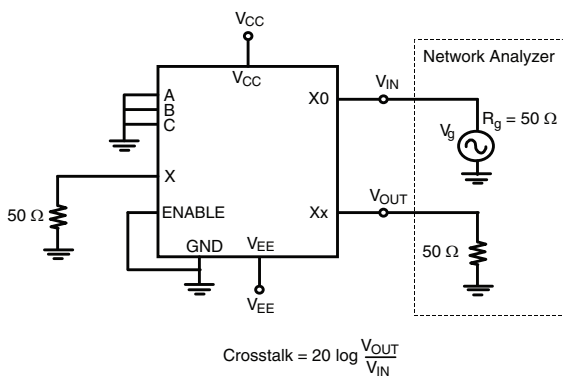 VCC
VCC
Network Analyzer
A
B
C
X0
VIN
Vg
Rg = 50 Ω
X
50 Ω
ENABLE
Xx
VOUT
GND
VEE
50 Ω
VEE
Crosstalk = 20 log VOUT
VIN